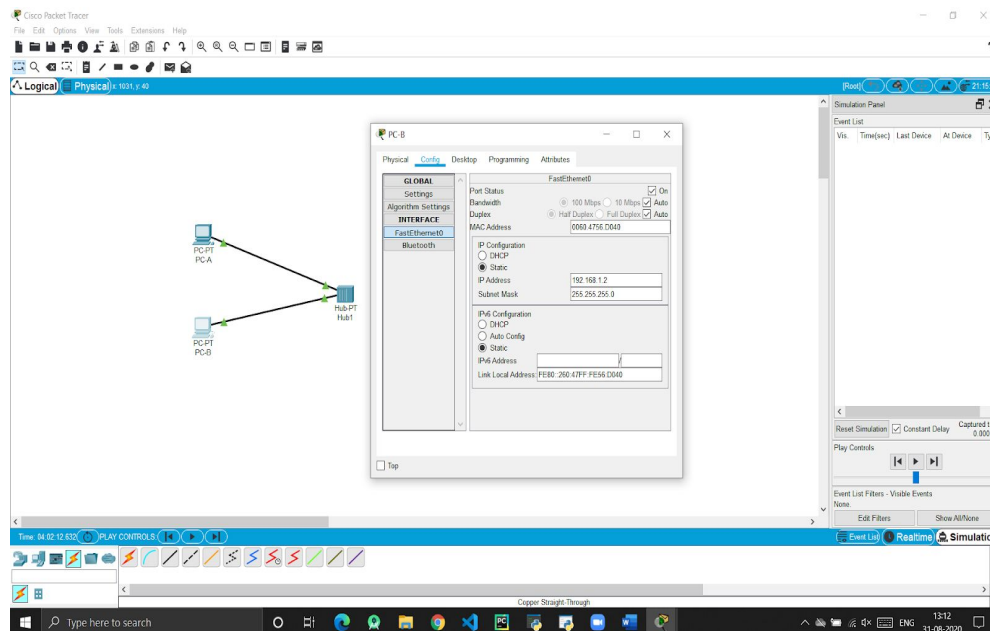 Cisco Packet Tracer
File Edit Options View Tools Extensions Help
Logical Physical x: 1031, y: 40 [Root] 21:15
Simulation Panel
Event List
Vis. Time(sec) Last Device At Device Ty
PC-B
Physical Config Desktop Programming Attributes
GLOBAL
Settings
Algorithm Settings
INTERFACE
FastEthernet0
Bluetooth
FastEthernet0
Port Status On
Bandwidth 100 Mbps 10 Mbps Auto
Duplex Half Duplex Full Duplex Auto
MAC Address 0060.4756.D040
IP Configuration
DHCP
Static
IP Address 192.168.1.2
Subnet Mask 255.255.255.0
IPv6 Configuration
DHCP
Auto Config
Static
IPv6 Address /
Link Local Address: FE80::260:47FF:FE56:D040
Top
PC-PT
PC-A
Hub-PT
Hub1
PC-PT
PC-B
Reset Simulation Constant Delay Captured t
0.000
Play Controls
Event List Filters - Visible Events
None.
Edit Filters Show All/None
Time: 04:02:12.632 PLAY CONTROLS: Event List Realtime Simulatio
Copper Straight-Through
Type here to search
ENG
13:12
31-08-2020